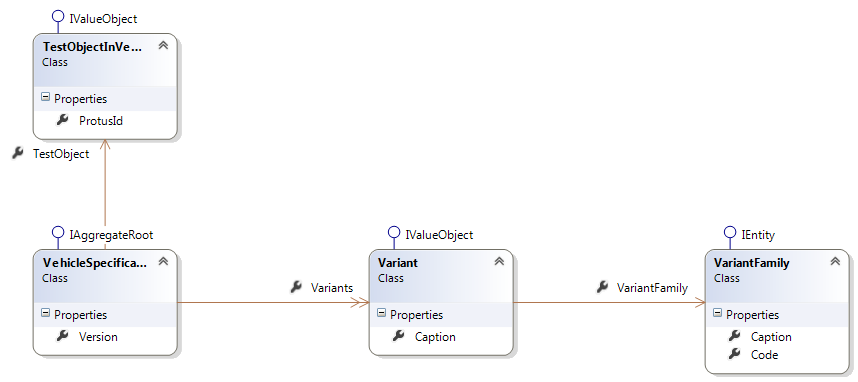 IValueObject
TestObjectInVe...
Class
Properties
ProtusId
TestObject
IAggregateRoot
VehicleSpecifica...
Class
Properties
Version
Variants
IValueObject
Variant
Class
Properties
Caption
VariantFamily
IEntity
VariantFamily
Class
Properties
Caption
Code